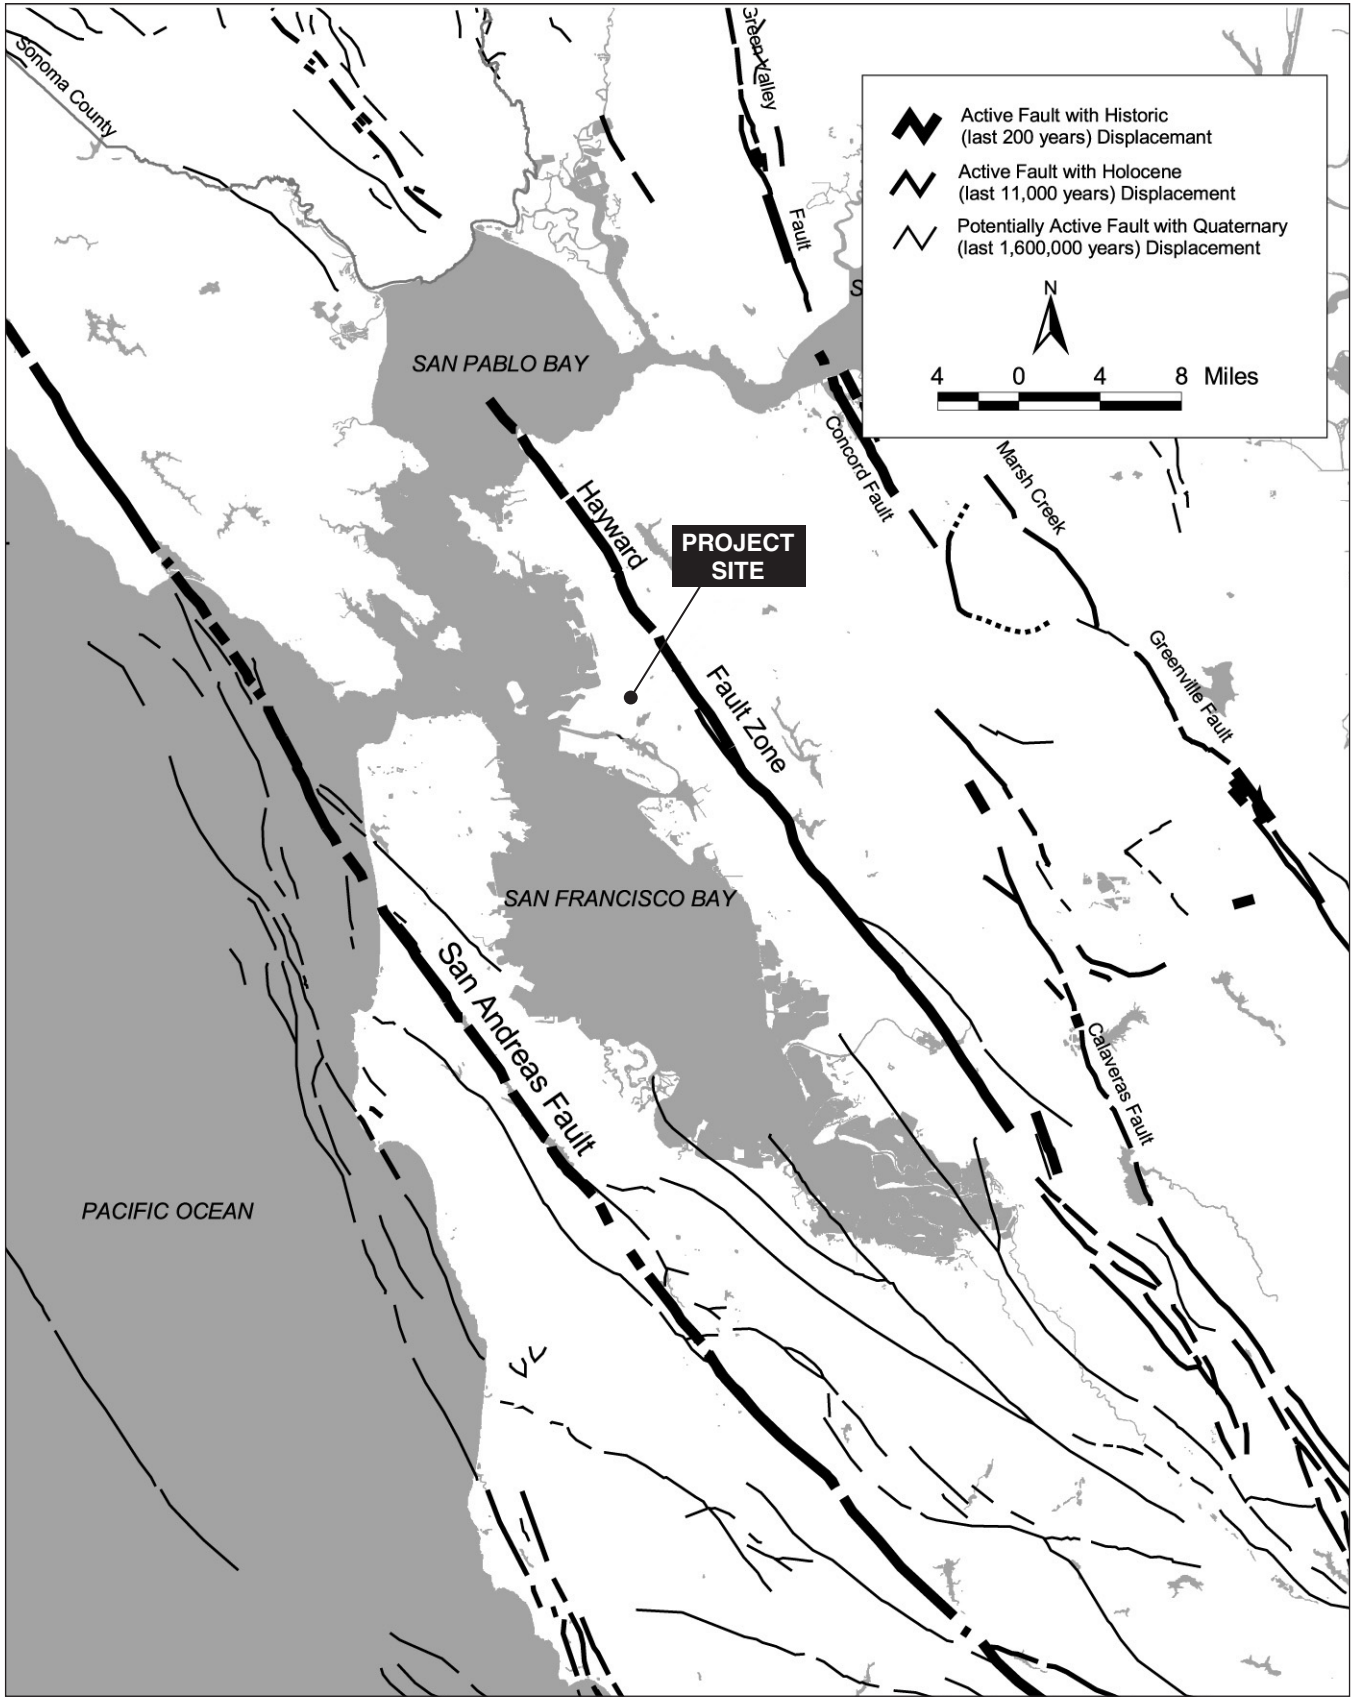 Sonoma County
Green Valley
Fault
Active Fault with Historic
(last 200 years) Displacemant
Active Fault with Holocene
(last 11,000 years) Displacement
Potentially Active Fault with Quaternary
(last 1,600,000 years) Displacement
N
S
4 0 4 8 Miles
SAN PABLO BAY
Concord Fault
Marsh Creek
Hayward
Fault Zone
PROJECT
SITE
Greenville Fault
SAN FRANCISCO BAY
San Andreas Fault
Calaveras Fault
PACIFIC OCEAN